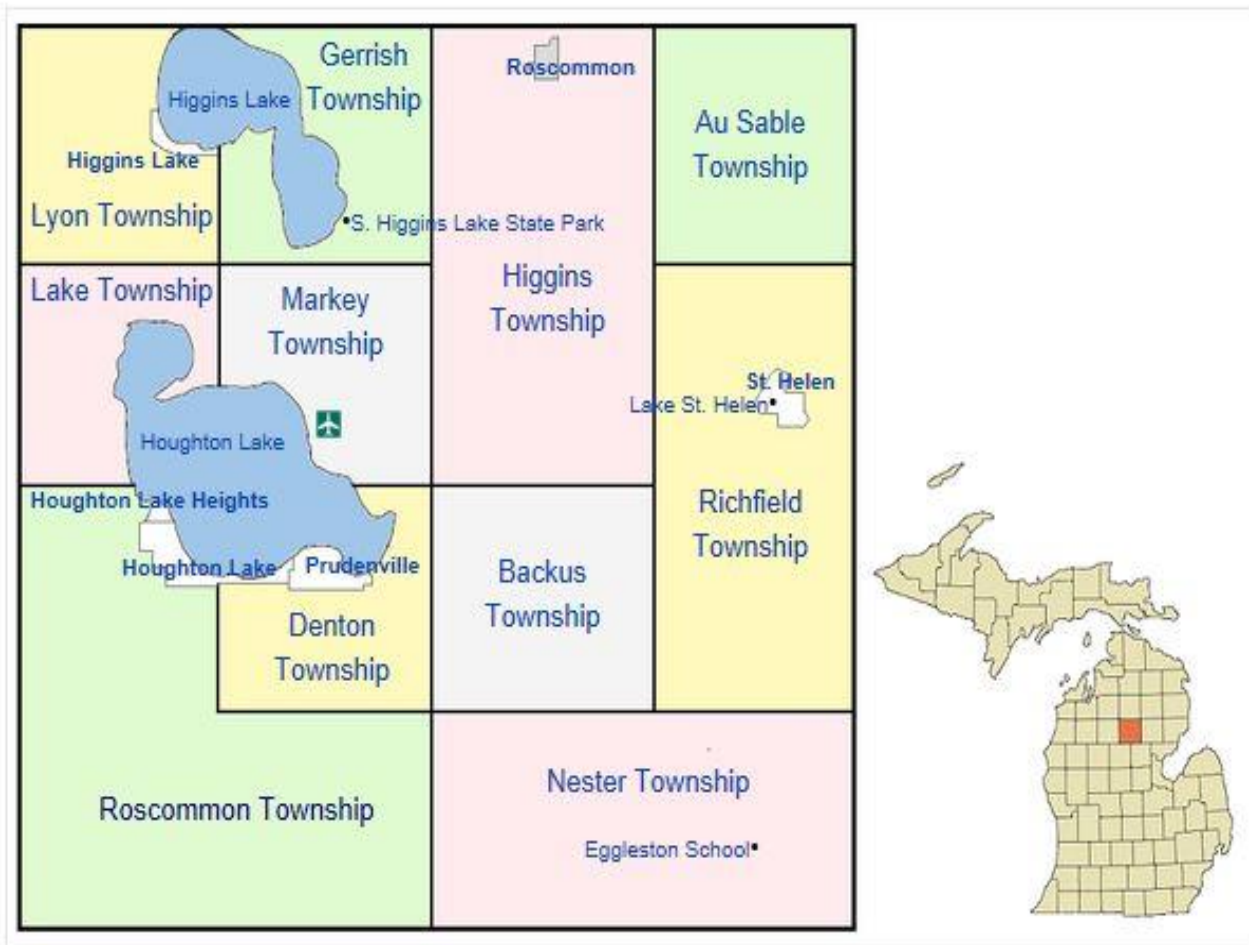 Gerrish
Township
Roscommon
Higgins Lake
Au Sable
Township
Higgins Lake
Lyon Township
S. Higgins Lake State Park
Lake Township
Markey
Township
Higgins
Township
St. Helen
Lake St. Helen
Houghton Lake
Houghton Lake Heights
Richfield
Township
Houghton Lake
Prudenville
Backus
Township
Denton
Township
Nester Township
Roscommon Township
Eggleston School